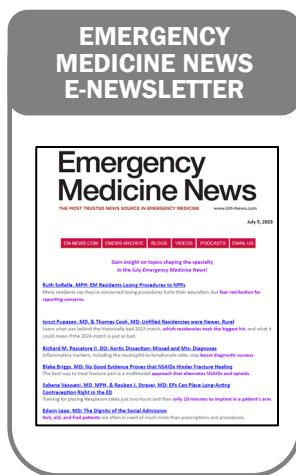 EMERGENCY
MEDICINE NEWS
E-NEWSLETTER
Emergency
Medicine News
THE MOST TRUSTED NEWS SOURCE IN EMERGENCY MEDICINE www.EM-News.com
July 5, 2023
EM-NEWS.COM ENEWS ARCHIVE BLOGS VIDEOS PODCASTS EMAIL US
Gain insight on topics shaping the specialty
in the July Emergency Medicine News!
Ruth SoRelle, MPH: EM Residents Losing Procedures to NPPs
Many residents say they're concerned losing procedures hurts their education, but fear retribution for
reporting concerns.
Ionut Pupazan, MD, & Thomas Cook, MD: Unfilled Residencies were Newer, Rural
Learn what was behind the historically bad 2023 match, which residencies took the biggest hit, and what it
could mean if the 2024 match is just as bad.
Richard M. Pescatore II, DO: Aortic Dissection: Missed and Mis- Diagnoses
Inflammatory markers, including the neutrophil-to-lymphocyte-ratio, may boost diagnostic success.
Blake Briggs, MD: No Good Evidence Proves that NSAIDs Hinder Fracture Healing
The best way to treat fracture pain is a multimodal approach that alternates NSAIDs and opioids.
Sabena Vaswani, MD, MPH, & Reuben J. Strayer, MD: EPs Can Place Long-Acting
Contraception Right in the ED
Training for placing Nexplanon takes just two hours and then only 10 minutes to implant in a patient's arm.
Edwin Leap, MD: The Dignity of the Social Admission
Sick, old, and frail patients are often in need of much more than prescriptions and procedures.